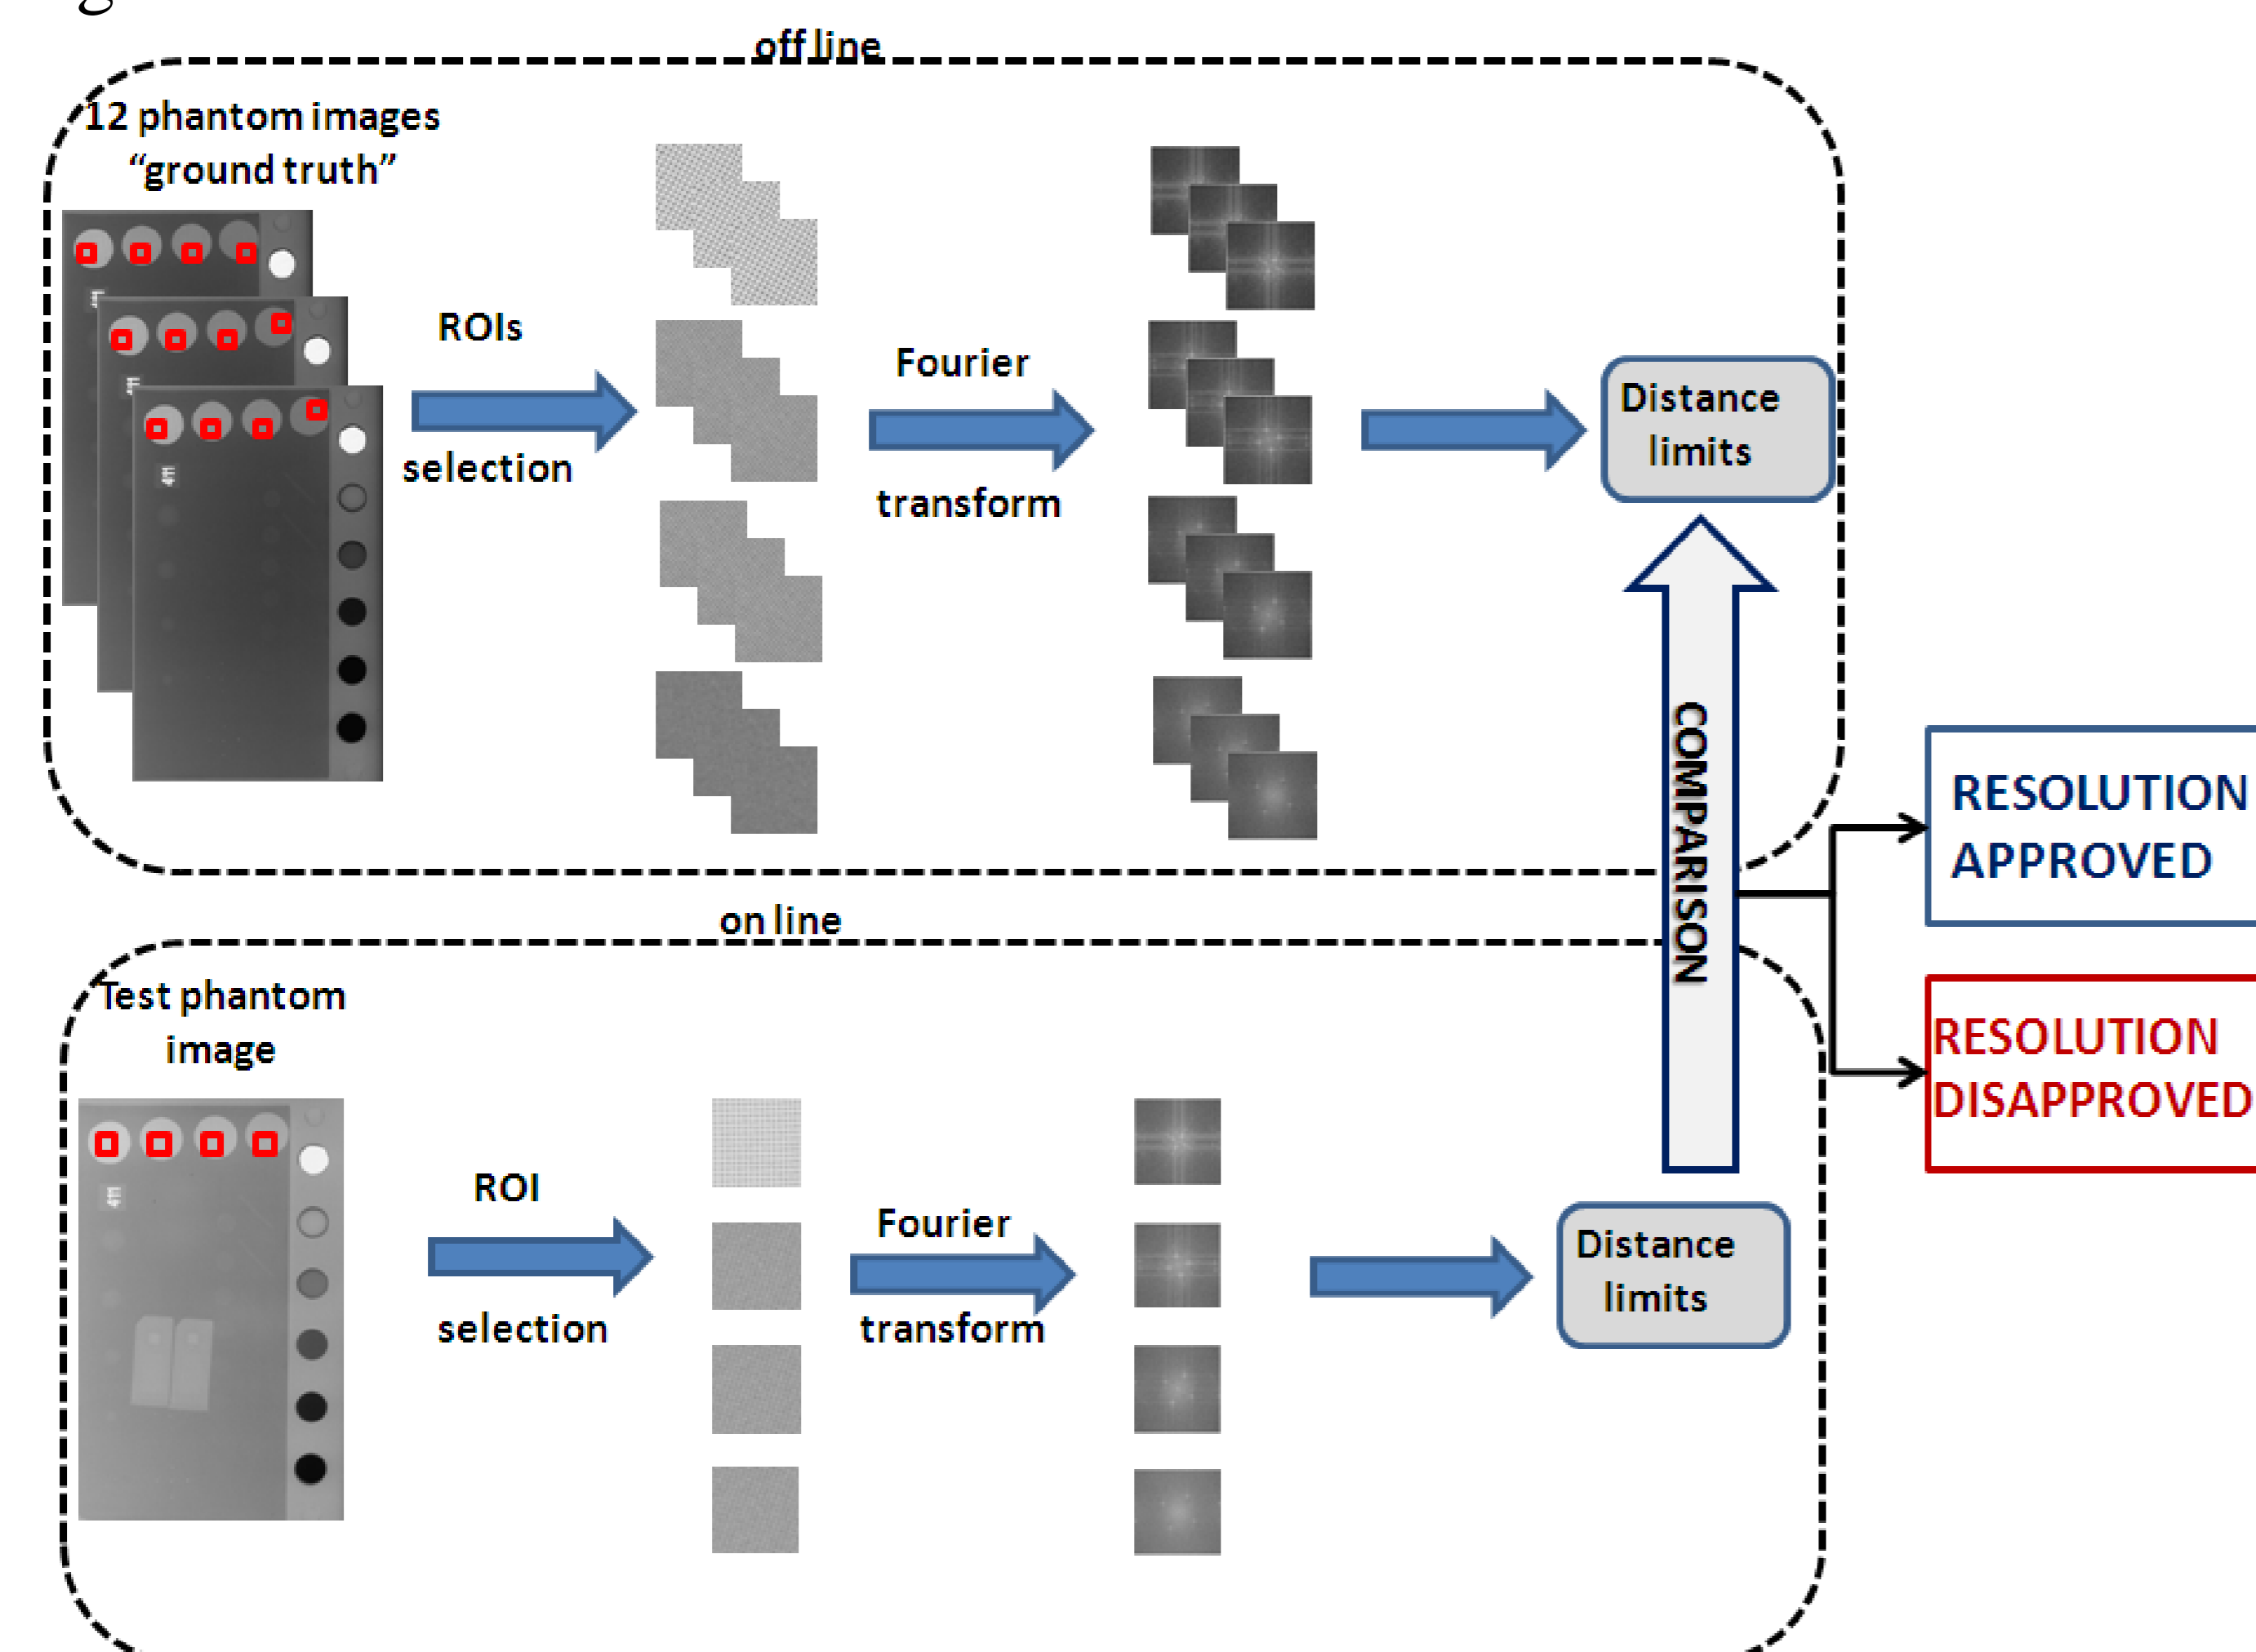 off line
12 phantom images
“ground truth”
ROIs
selection
Fourier
transform
Distance
limits
COMPARISON
RESOLUTION
APPROVED
RESOLUTION
DISAPPROVED
on line
Test phantom
image
411
ROI
selection
Fourier
transform
Distance
limits